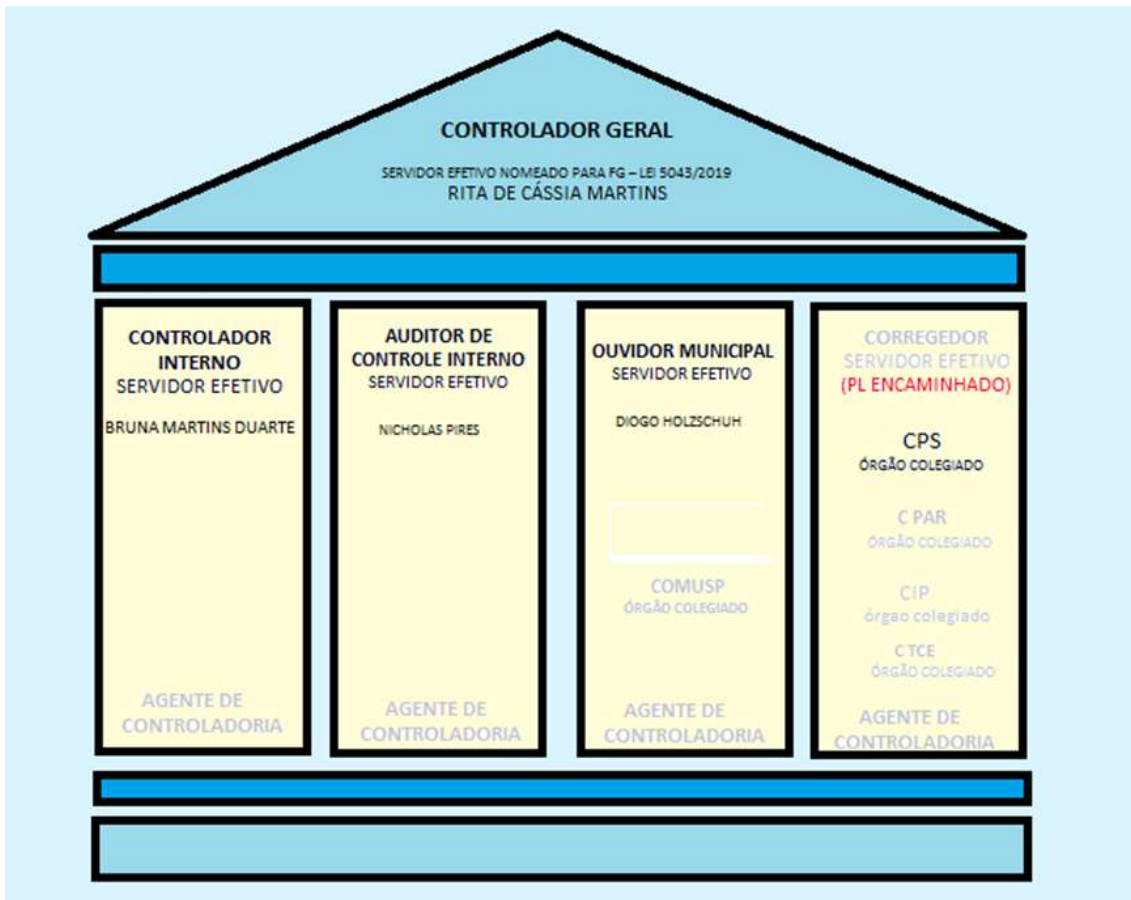 CONTROLADOR GERAL
SERVIDOR EFETIVO NOMEADO PARA FG – LEI 5043/2019
RITA DE CÁSSIA MARTINS
CONTROLADOR
INTERNO
SERVIDOR EFETIVO
BRUNA MARTINS DUARTE
AGENTE DE
CONTROLADORIA
AUDITOR DE
CONTROLE INTERNO
SERVIDOR EFETIVO
NICHOLAS PIRES
AGENTE DE
CONTROLADORIA
OUVIDOR MUNICIPAL
SERVIDOR EFETIVO
DIOGO HOLZSCHUH
COMUSP
ÓRGÃO COLEGIADO
AGENTE DE
CONTROLADORIA
CORREGEDOR
SERVIDOR EFETIVO
(PL ENCAMINHADO)
CPS
ÓRGÃO COLEGIADO
C PAR
ÓRGÃO COLEGIADO
CIP
órgao colegiado
C TCE
ÓRGÃO COLEGIADO
AGENTE DE
CONTROLADORIA